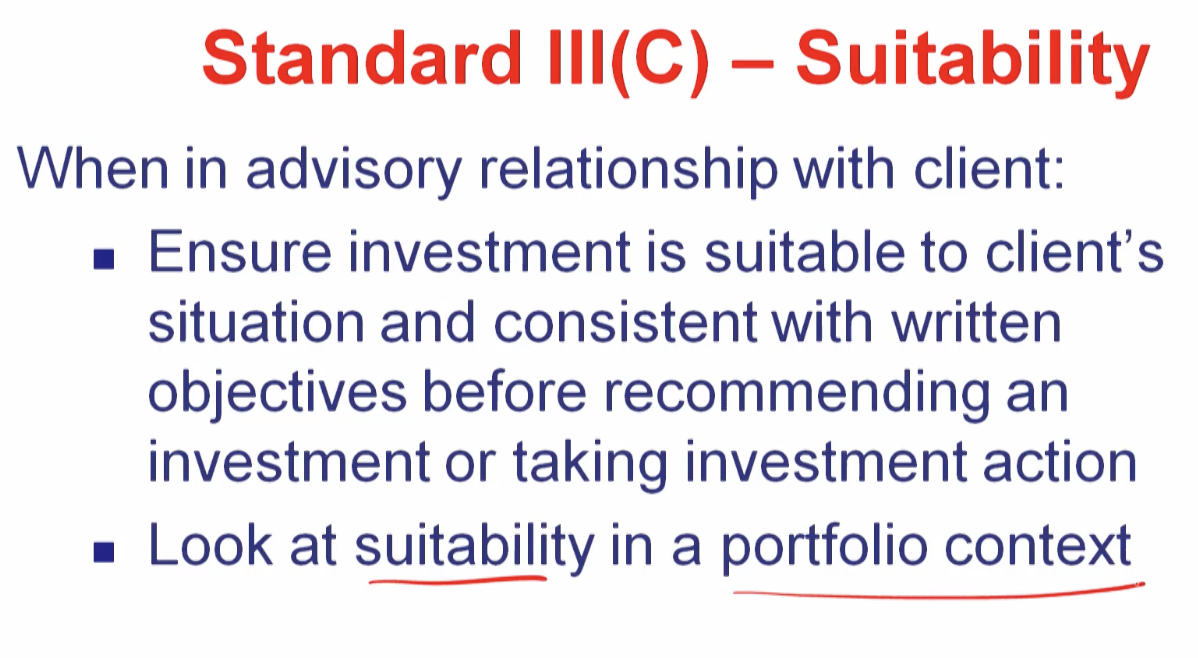 Standard III(C) – Suitability
When in advisory relationship with client:
▪ Ensure investment is suitable to client’s
situation and consistent with written
objectives before recommending an
investment or taking investment action
▪ Look at suitability in a portfolio context